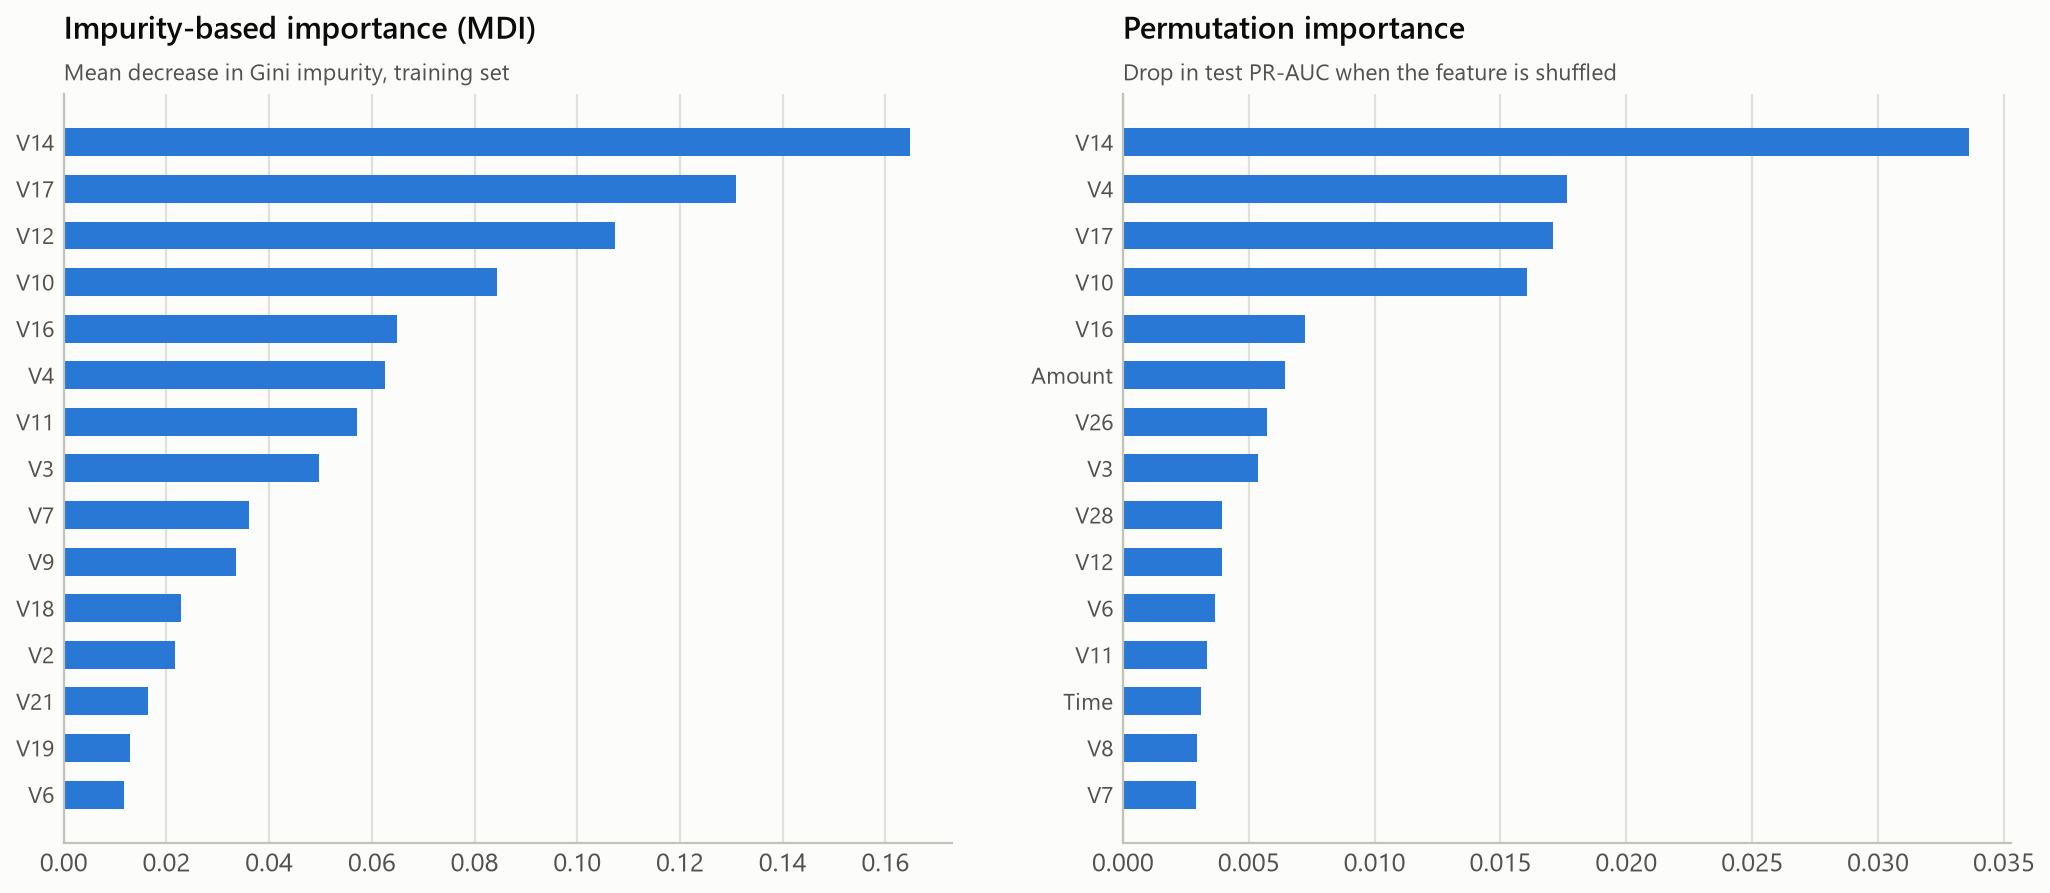 Impurity-based importance (MDI)
Mean decrease in Gini impurity, training set
V14
V17
V12
V10
V16
V4
V11
V3
V7
V9
V18
V2
V21
V19
V6
0.00 0.02 0.04 0.06 0.08 0.10 0.12 0.14 0.16
Permutation importance
Drop in test PR-AUC when the feature is shuffled
V14
V4
V17
V10
V16
Amount
V26
V3
V28
V12
V6
V11
Time
V8
V7
0.000 0.005 0.010 0.015 0.020 0.025 0.030 0.035